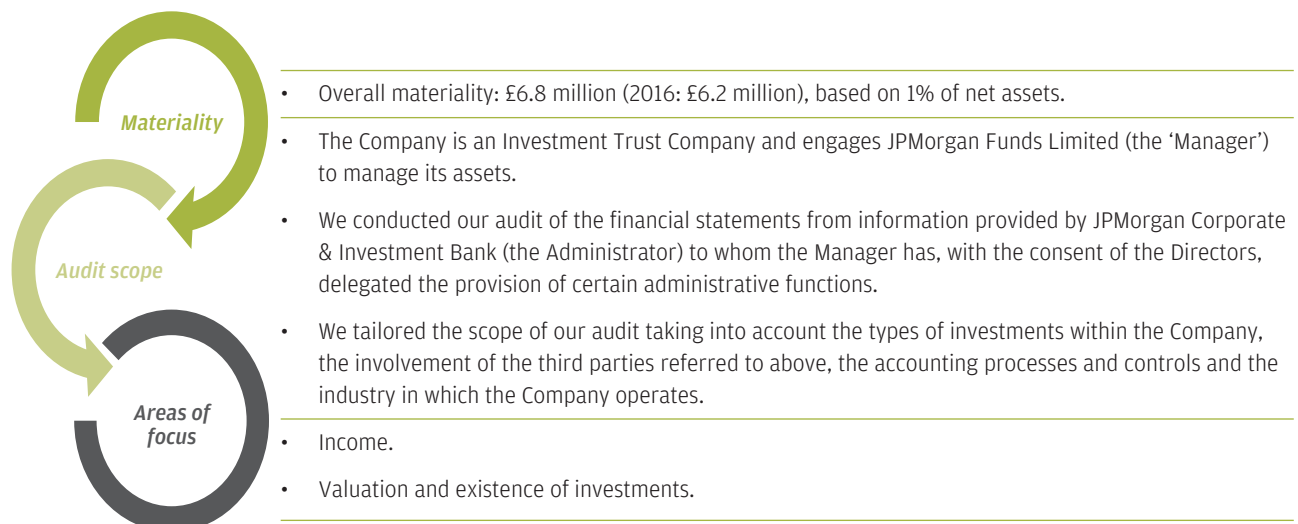 Materiality
• Overall materiality: £6.8 million (2016: £6.2 million), based on 1% of net assets.
Audit scope
• The Company is an Investment Trust Company and engages JPMorgan Funds Limited (the ‘Manager’)
to manage its assets.
• We conducted our audit of the financial statements from information provided by JPMorgan Corporate
& Investment Bank (the Administrator) to whom the Manager has, with the consent of the Directors,
delegated the provision of certain administrative functions.
• We tailored the scope of our audit taking into account the types of investments within the Company,
the involvement of the third parties referred to above, the accounting processes and controls and the
industry in which the Company operates.
Areas of
focus
• Income.
• Valuation and existence of investments.